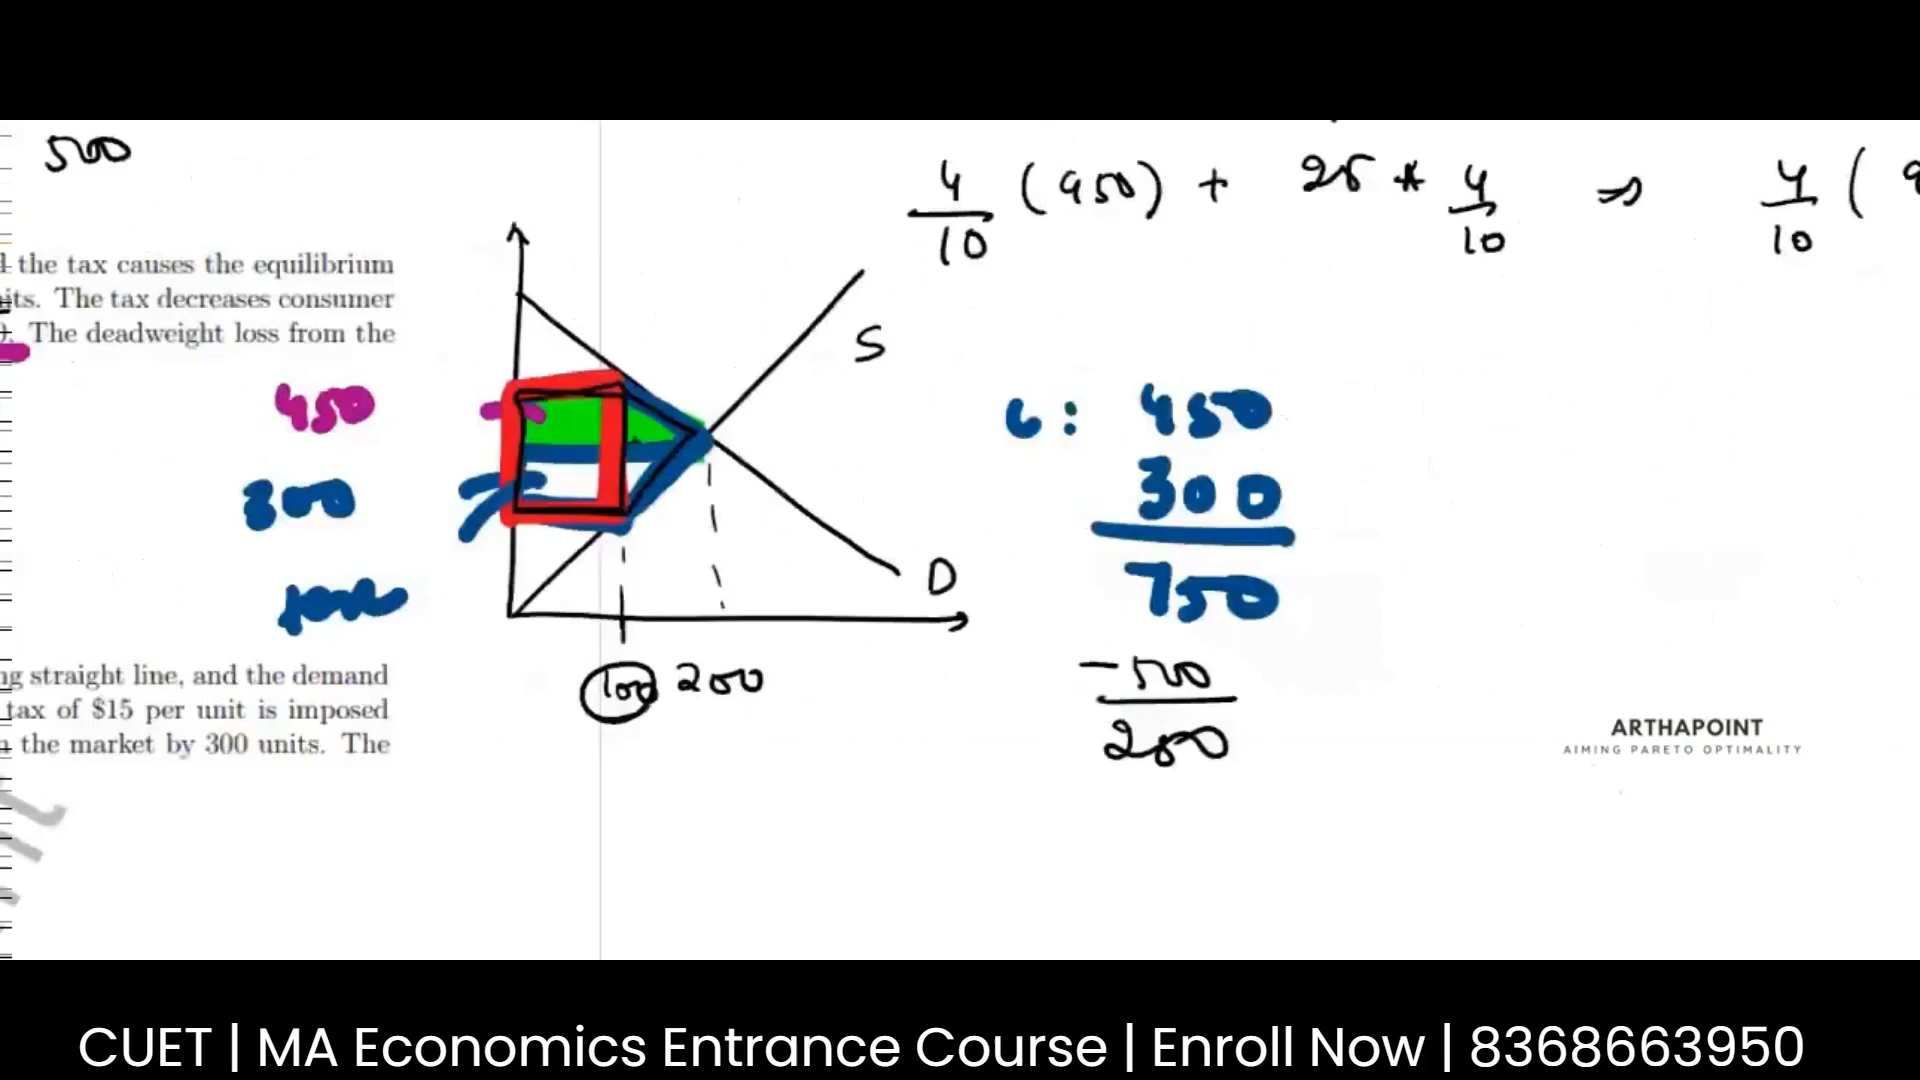 500
4/10 (950) + 25 * 4/10 ⇒ 4/10 (
the tax causes the equilibrium
its. The tax decreases consumer
). The deadweight loss from the
S
450
300
D
6: 450
300
750
-500
250
100 200
ng straight line, and the demand
tax of $15 per unit is imposed
the market by 300 units. The
ARTHAPOINT
AIMING PARETO OPTIMALITY
CUET | MA Economics Entrance Course | Enroll Now | 8368663950